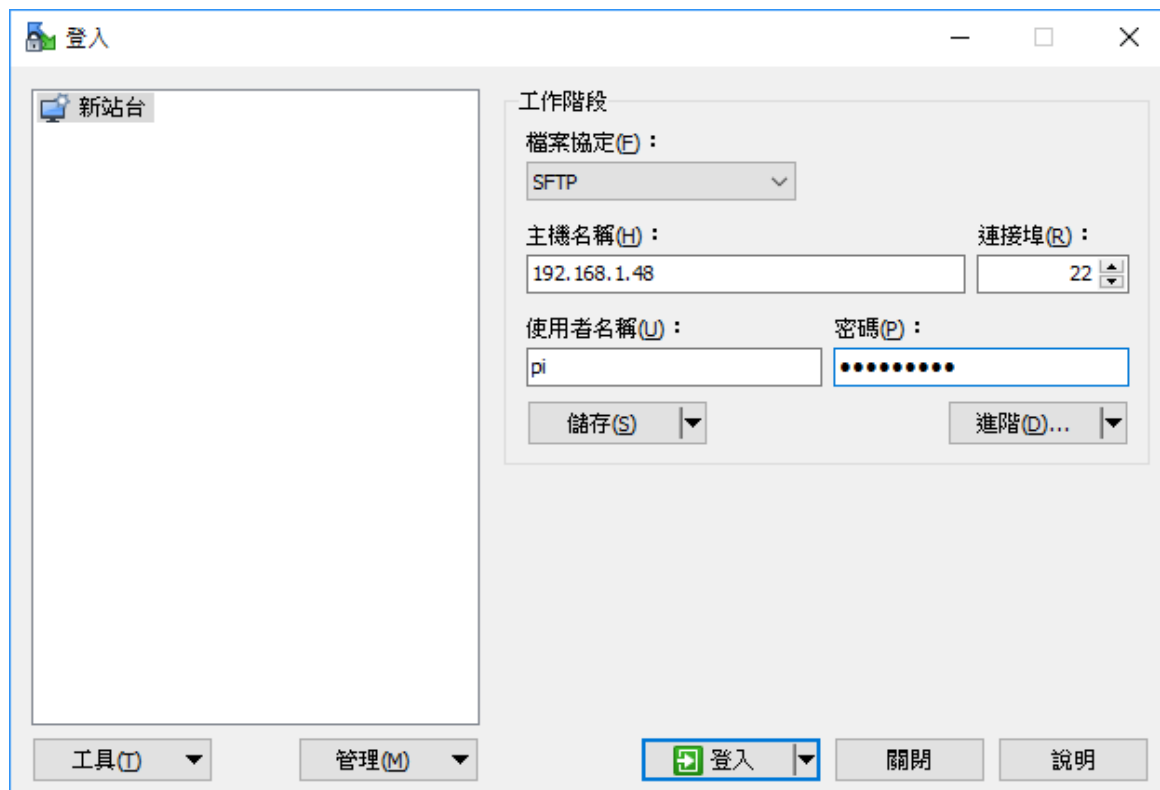 登入
新站台
工作階段
檔案協定(F)：
SFTP
主機名稱(H)： 連接埠(R)：
192.168.1.48 22
使用者名稱(U)： 密碼(P)：
pi ●●●●●●●●●
儲存(S) 進階(D)...
工具(T) 管理(M) 登入 關閉 說明